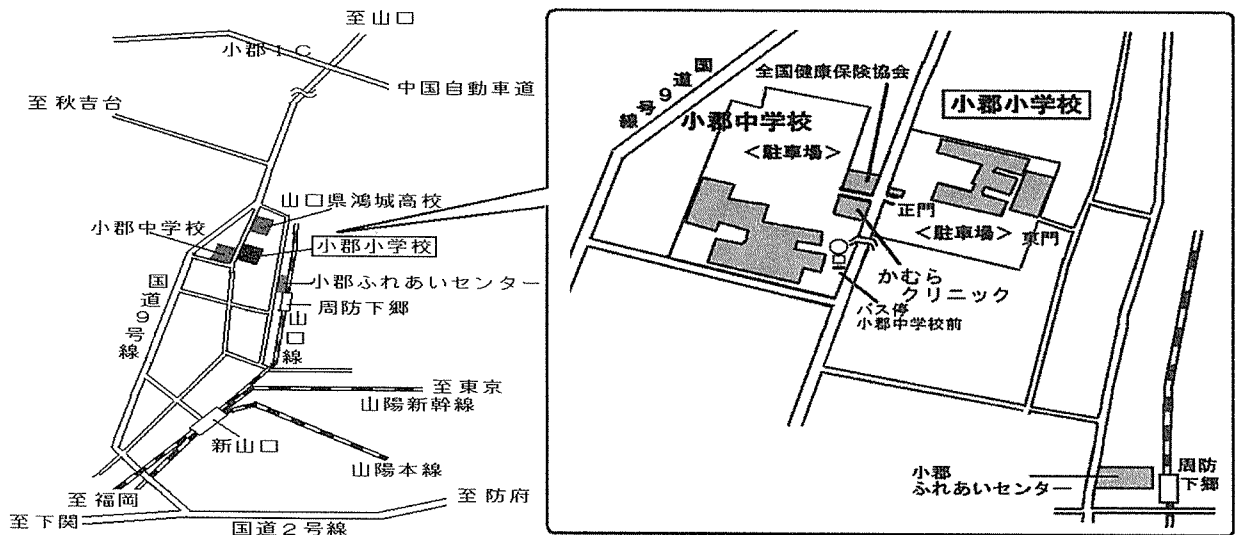 至山口
小郡IC
中国自動車道
至秋吉台
山口県鴻城高校
小郡中学校
小郡小学校
小郡ふれあいセンター
周防下郷
国道9号線
山口線
至東京
山陽新幹線
新山口
山陽本線
至福岡
至防府
至下関
国道2号線
国道9号線
全国健康保険協会
小郡小学校
小郡中学校
＜駐車場＞
正門
＜駐車場＞
東門
かむら
クリニック
バス停
小郡中学校前
小郡
ふれあいセンター
周防
下郷